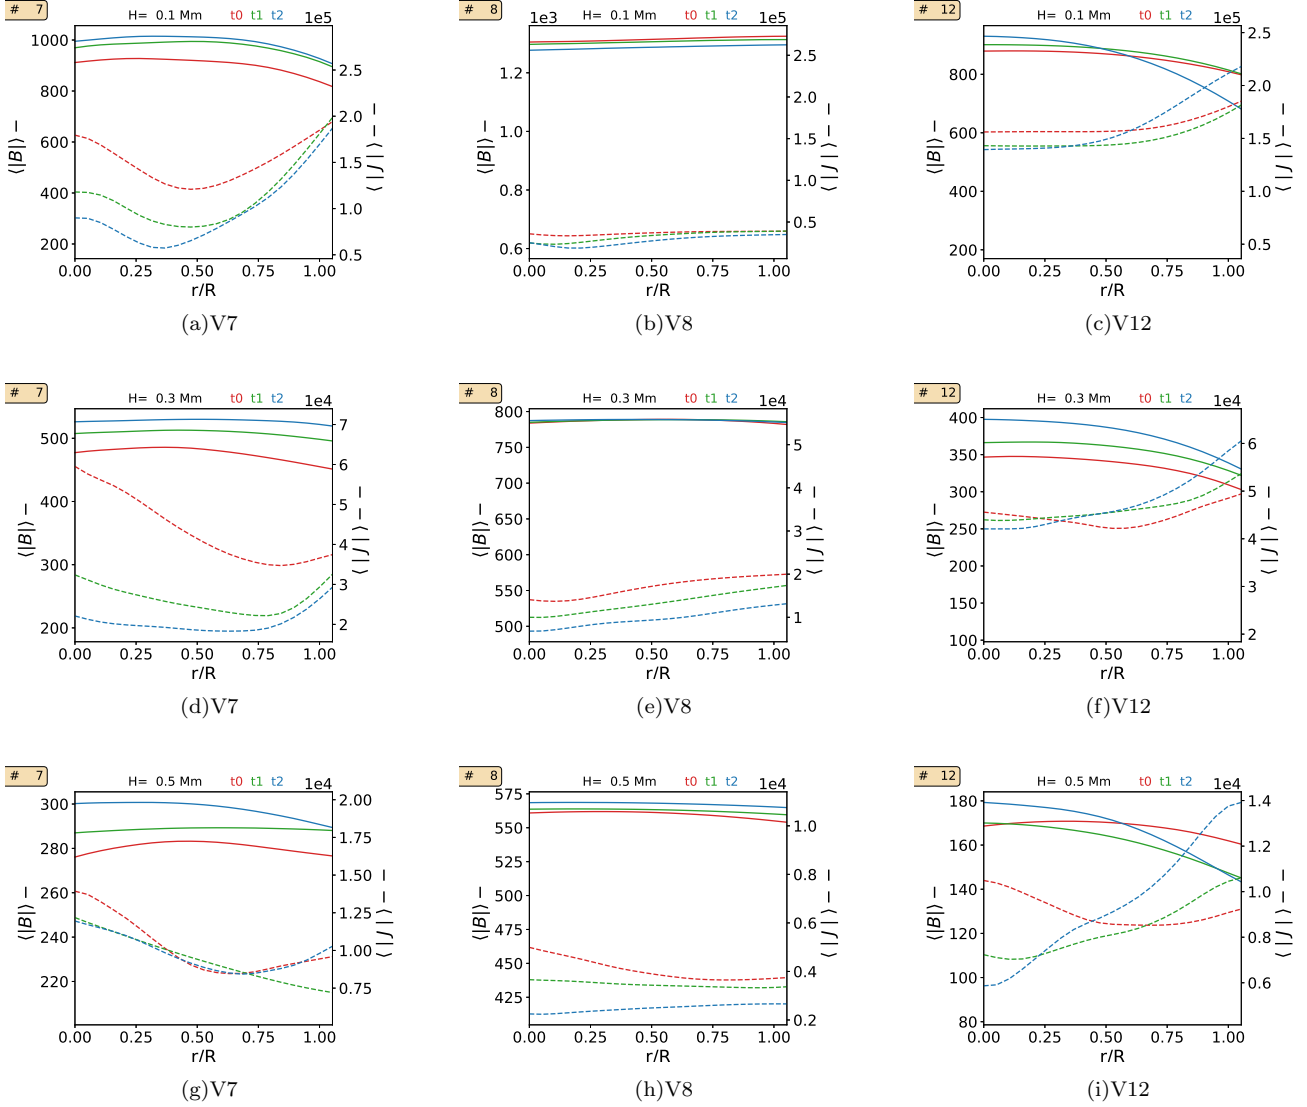 # 7 H= 0.1 Mm t0 t1 t2 1e5
1000
800
600
400
200
2.5
2.0
1.5
1.0
0.5
⟨|B|⟩ —
⟨|J|⟩ — —
0.00 0.25 0.50 0.75 1.00
r/R
(a)V7
# 8 1e3 H= 0.1 Mm t0 t1 t2 1e5
1.2
1.0
0.8
0.6
2.5
2.0
1.5
1.0
0.5
⟨|B|⟩ —
⟨|J|⟩ — —
0.00 0.25 0.50 0.75 1.00
r/R
(b)V8
# 12 H= 0.1 Mm t0 t1 t2 1e5
800
600
400
200
2.5
2.0
1.5
1.0
0.5
⟨|B|⟩ —
⟨|J|⟩ — —
0.00 0.25 0.50 0.75 1.00
r/R
(c)V12
# 7 H= 0.3 Mm t0 t1 t2 1e4
500
400
300
200
7
6
5
4
3
2
⟨|B|⟩ —
⟨|J|⟩ — —
0.00 0.25 0.50 0.75 1.00
r/R
(d)V7
# 8 H= 0.3 Mm t0 t1 t2 1e4
800
750
700
650
600
550
500
5
4
3
2
1
⟨|B|⟩ —
⟨|J|⟩ — —
0.00 0.25 0.50 0.75 1.00
r/R
(e)V8
# 12 H= 0.3 Mm t0 t1 t2 1e4
400
350
300
250
200
150
100
6
5
4
3
2
⟨|B|⟩ —
⟨|J|⟩ — —
0.00 0.25 0.50 0.75 1.00
r/R
(f)V12
# 7 H= 0.5 Mm t0 t1 t2 1e4
300
280
260
240
220
2.00
1.75
1.50
1.25
1.00
0.75
⟨|B|⟩ —
⟨|J|⟩ — —
0.00 0.25 0.50 0.75 1.00
r/R
(g)V7
# 8 H= 0.5 Mm t0 t1 t2 1e4
575
550
525
500
475
450
425
1.0
0.8
0.6
0.4
0.2
⟨|B|⟩ —
⟨|J|⟩ — —
0.00 0.25 0.50 0.75 1.00
r/R
(h)V8
# 12 H= 0.5 Mm t0 t1 t2 1e4
180
160
140
120
100
80
1.4
1.2
1.0
0.8
0.6
⟨|B|⟩ —
⟨|J|⟩ — —
0.00 0.25 0.50 0.75 1.00
r/R
(i)V12